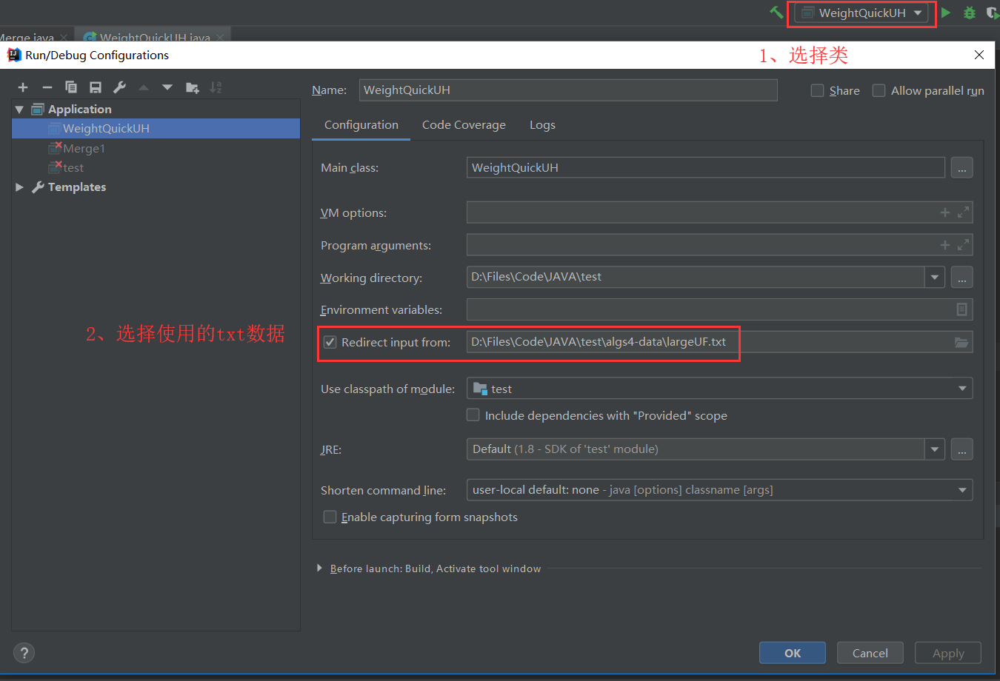 WeightQuickUH
Merge.java
WeightQuickUH.java
Run/Debug Configurations
1、选择类
Name:
WeightQuickUH
Share
Allow parallel run
Application
WeightQuickUH
Merge1
test
Templates
Configuration
Code Coverage
Logs
Main class:
WeightQuickUH
...
VM options:
Program arguments:
Working directory:
D:\Files\Code\JAVA\test
...
Environment variables:
2、选择使用的txt数据
Redirect input from:
D:\Files\Code\JAVA\test\algs4-data\largeUF.txt
Use classpath of module:
test
Include dependencies with "Provided" scope
JRE:
Default (1.8 - SDK of 'test' module)
...
Shorten command line:
user-local default: none - java [options] classname [args]
Enable capturing form snapshots
Before launch: Build, Activate tool window
?
OK
Cancel
Apply